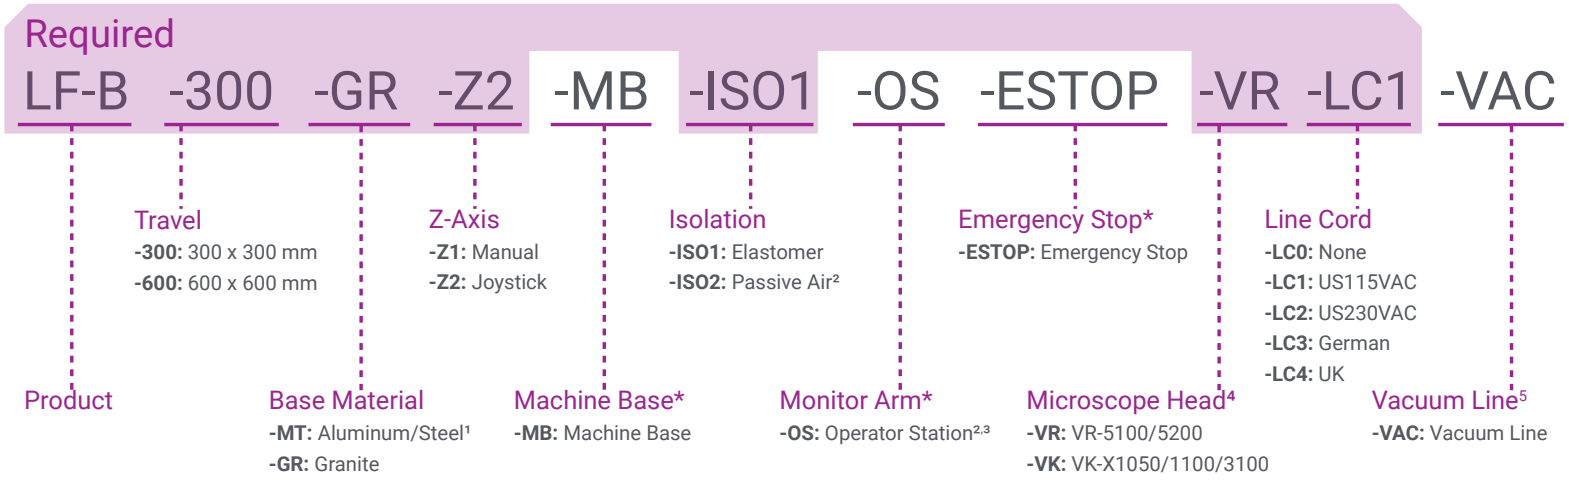 Required
LF-B -300 -GR -Z2 -MB -ISO1 -OS -ESTOP -VR -LC1 -VAC
Travel
-300: 300 x 300 mm
-600: 600 x 600 mm
Z-Axis
-Z1: Manual
-Z2: Joystick
Isolation
-ISO1: Elastomer
-ISO2: Passive Air²
Emergency Stop*
-ESTOP: Emergency Stop
Line Cord
-LC0: None
-LC1: US115VAC
-LC2: US230VAC
-LC3: German
-LC4: UK
Product
Base Material
-MT: Aluminum/Steel¹
-GR: Granite
Machine Base*
-MB: Machine Base
Monitor Arm*
-OS: Operator Station²,³
Microscope Head⁴
-VR: VR-5100/5200
-VK: VK-X1050/1100/3100
Vacuum Line⁵
-VAC: Vacuum Line